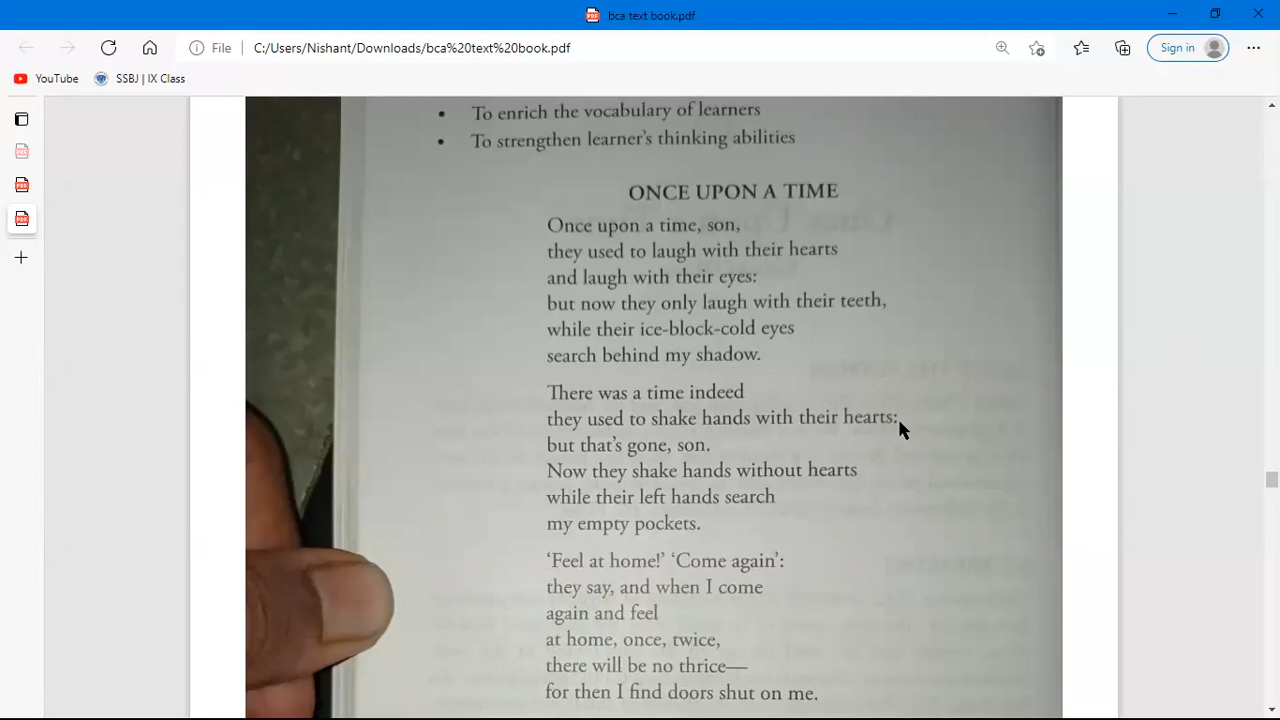 bca text book.pdf
File
C:/Users/Nishant/Downloads/bca%20text%20book.pdf
Sign in
YouTube
SSBJ | IX Class
• To enrich the vocabulary of learners
• To strengthen learner's thinking abilities
ONCE UPON A TIME
Once upon a time, son,
they used to laugh with their hearts
and laugh with their eyes:
but now they only laugh with their teeth,
while their ice-block-cold eyes
search behind my shadow.
There was a time indeed
they used to shake hands with their hearts:
but that's gone, son.
Now they shake hands without hearts
while their left hands search
my empty pockets.
‘Feel at home!’ ‘Come again’:
they say, and when I come
again and feel
at home, once, twice,
there will be no thrice—
for then I find doors shut on me.